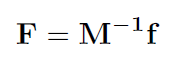 F = M⁻¹f